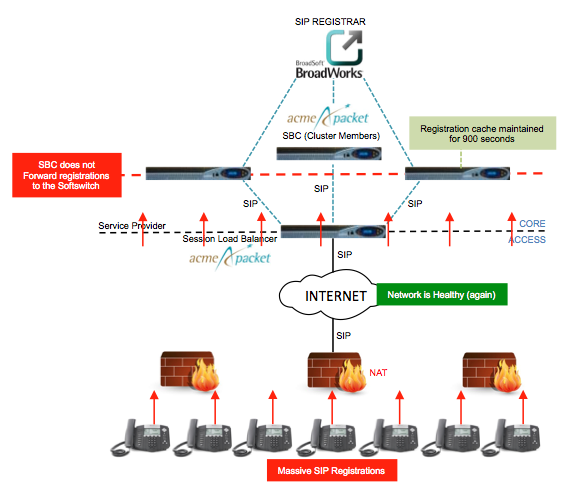 SIP REGISTRAR
BroadSoft
BroadWorks
acme packet
SBC (Cluster Members)
Registration cache maintained
for 900 seconds
SBC does not
Forward registrations
to the Softswitch
SIP
SIP
SIP
Service Provider
CORE
Session Load Balancer
ACCESS
acme packet
SIP
INTERNET
Network is Healthy (again)
SIP
NAT
Massive SIP Registrations